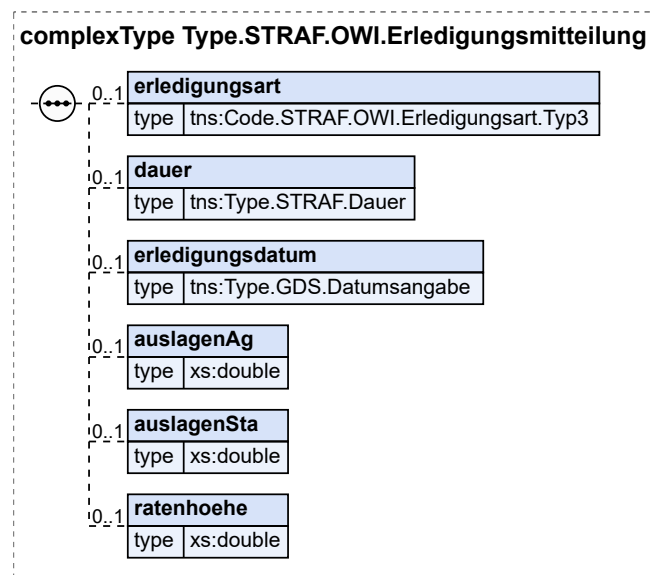 complexType Type.STRAF.OWI.Erledigungsmitteilung
0..1 erledigungsart
type tns:Code.STRAF.OWI.Erledigungsart.Typ3
0..1 dauer
type tns:Type.STRAF.Dauer
0..1 erledigungsdatum
type tns:Type.GDS.Datumsangabe
0..1 auslagenAg
type xs:double
0..1 auslagenSta
type xs:double
0..1 ratenhoehe
type xs:double